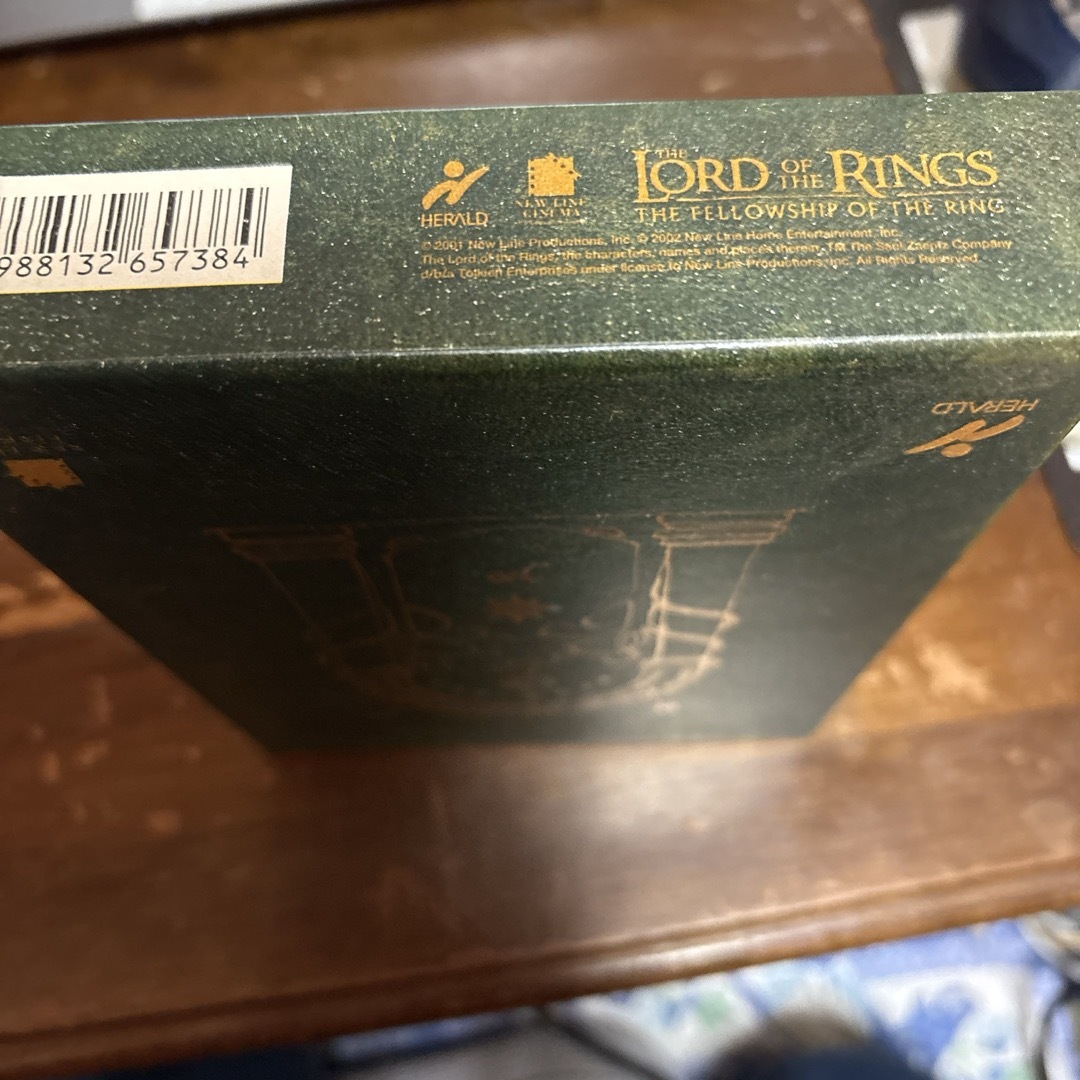 988132 657384
HERALD
NEW LINE
CINEMA
THE
LORD OF THE RINGS
THE FELLOWSHIP OF THE RING
© 2001 New Line Productions, Inc. © 2002 New Line Home Entertainment, Inc.
The Lord of the Rings, the characters, names and places therein, TM The Saul Zaentz Company
d/b/a Tolkien Enterprises under license to New Line Productions, Inc. All Rights Reserved.
HERALD